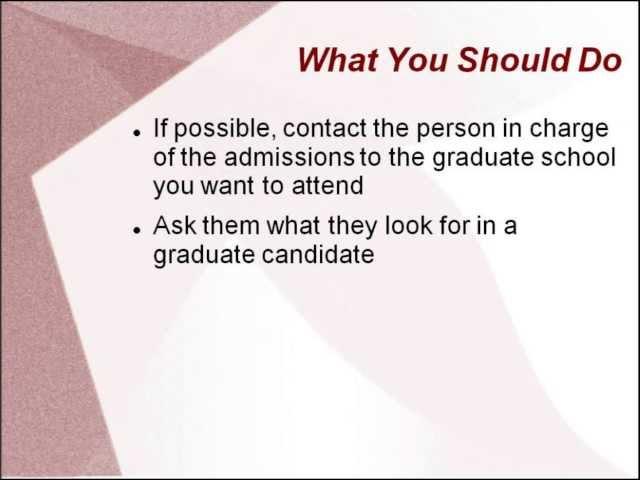 What You Should Do
• If possible, contact the person in charge
of the admissions to the graduate school
you want to attend
• Ask them what they look for in a
graduate candidate